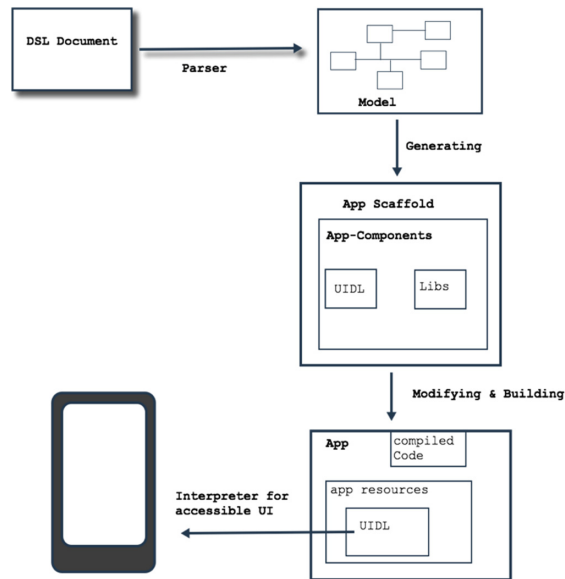 DSL Document
Parser
Model
Generating
App Scaffold
App-Components
UIDL
Libs
Modifying & Building
App
compiled
Code
app resources
UIDL
Interpreter for
accessible UI